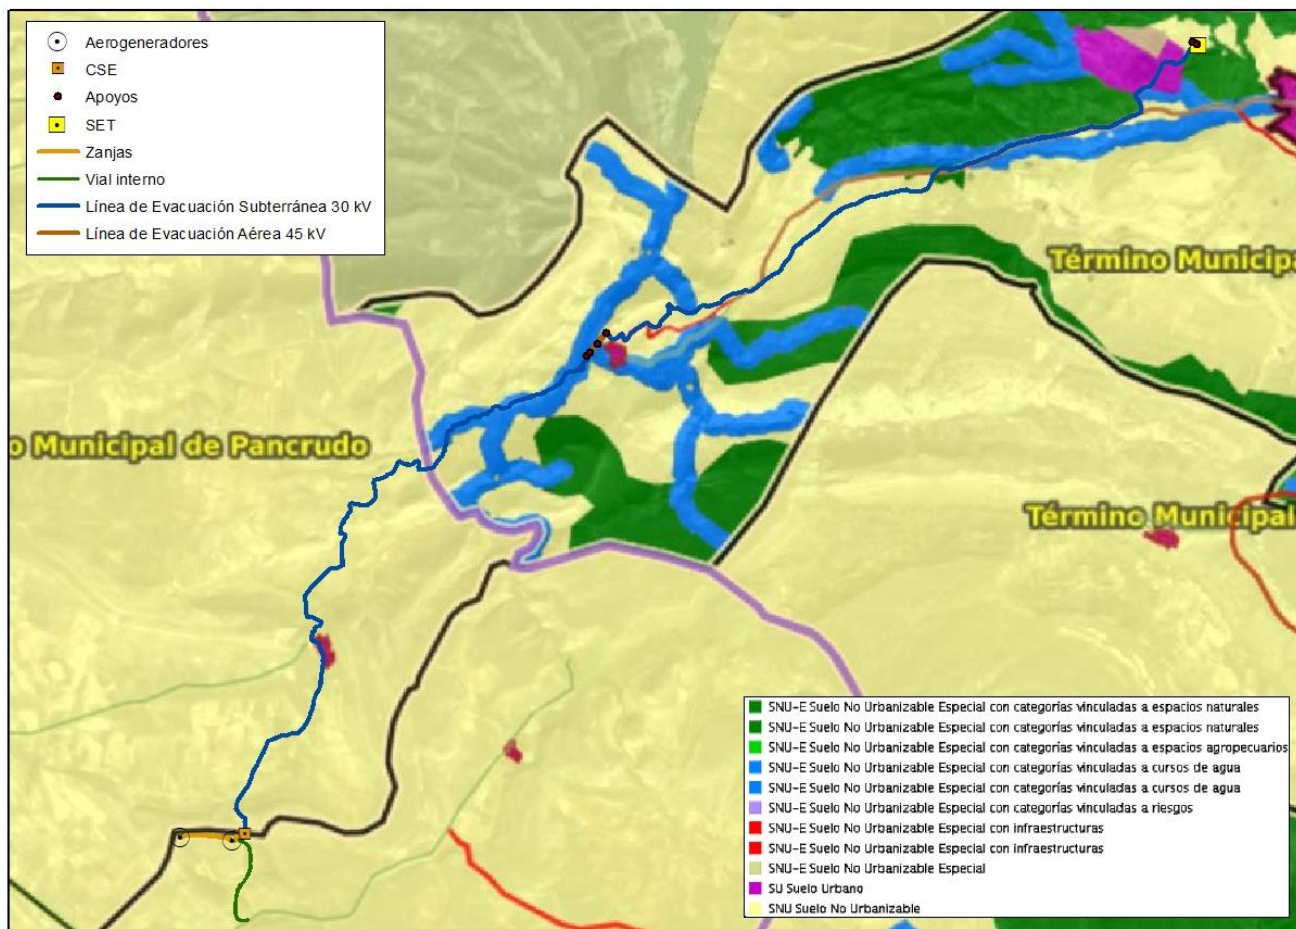 Aerogeneradores
CSE
Apoyos
SET
Zanjas
Vial interno
Línea de Evacuación Subterránea 30 kV
Línea de Evacuación Aérea 45 kV
Término Municipa
o Municipal de Pancrudo
Término Municipal
SNU-E Suelo No Urbanizable Especial con categorías vinculadas a espacios naturales
SNU-E Suelo No Urbanizable Especial con categorías vinculadas a espacios naturales
SNU-E Suelo No Urbanizable Especial con categorías vinculadas a espacios agropecuarios
SNU-E Suelo No Urbanizable Especial con categorías vinculadas a cursos de agua
SNU-E Suelo No Urbanizable Especial con categorías vinculadas a cursos de agua
SNU-E Suelo No Urbanizable Especial con categorías vinculadas a riesgos
SNU-E Suelo No Urbanizable Especial con infraestructuras
SNU-E Suelo No Urbanizable Especial con infraestructuras
SNU-E Suelo No Urbanizable Especial
SU Suelo Urbano
SNU Suelo No Urbanizable